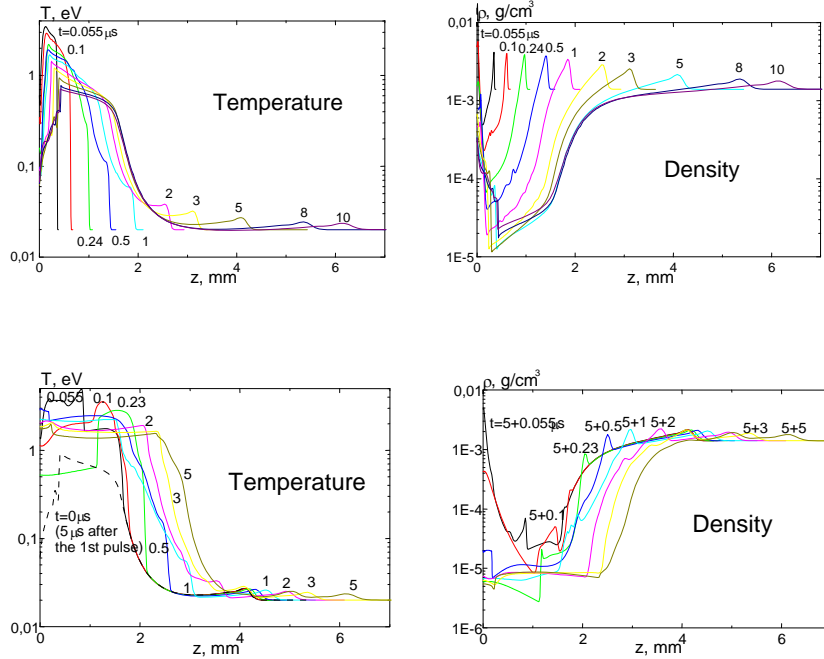 T, eV
t=0.055μs
0.1
Temperature
10
1
0,1
0,01
2
3
5
8
10
0.24
0.5
1
0
2
4
6
z, mm
ρ, g/cm3
0,01
t=0.055μs
0.1
0.24
0.5
1
2
3
5
8
10
1E-3
Density
1E-4
1E-5
0
2
4
6
z, mm
T, eV
0.055
0.1
0.23
2
1
5
3
Temperature
t=0μs
(5μs after
the 1st pulse)
0.5
0,1
1
1
2
3
5
0,01
0
2
4
6
z, mm
ρ, g/cm3
0,01
t=5+0.055μ
5+0.5
5+1
5+2
5+3
5+5
5+0.23
1E-3
5+0.1
Density
1E-4
1E-5
1E-6
0
2
4
6
z, mm